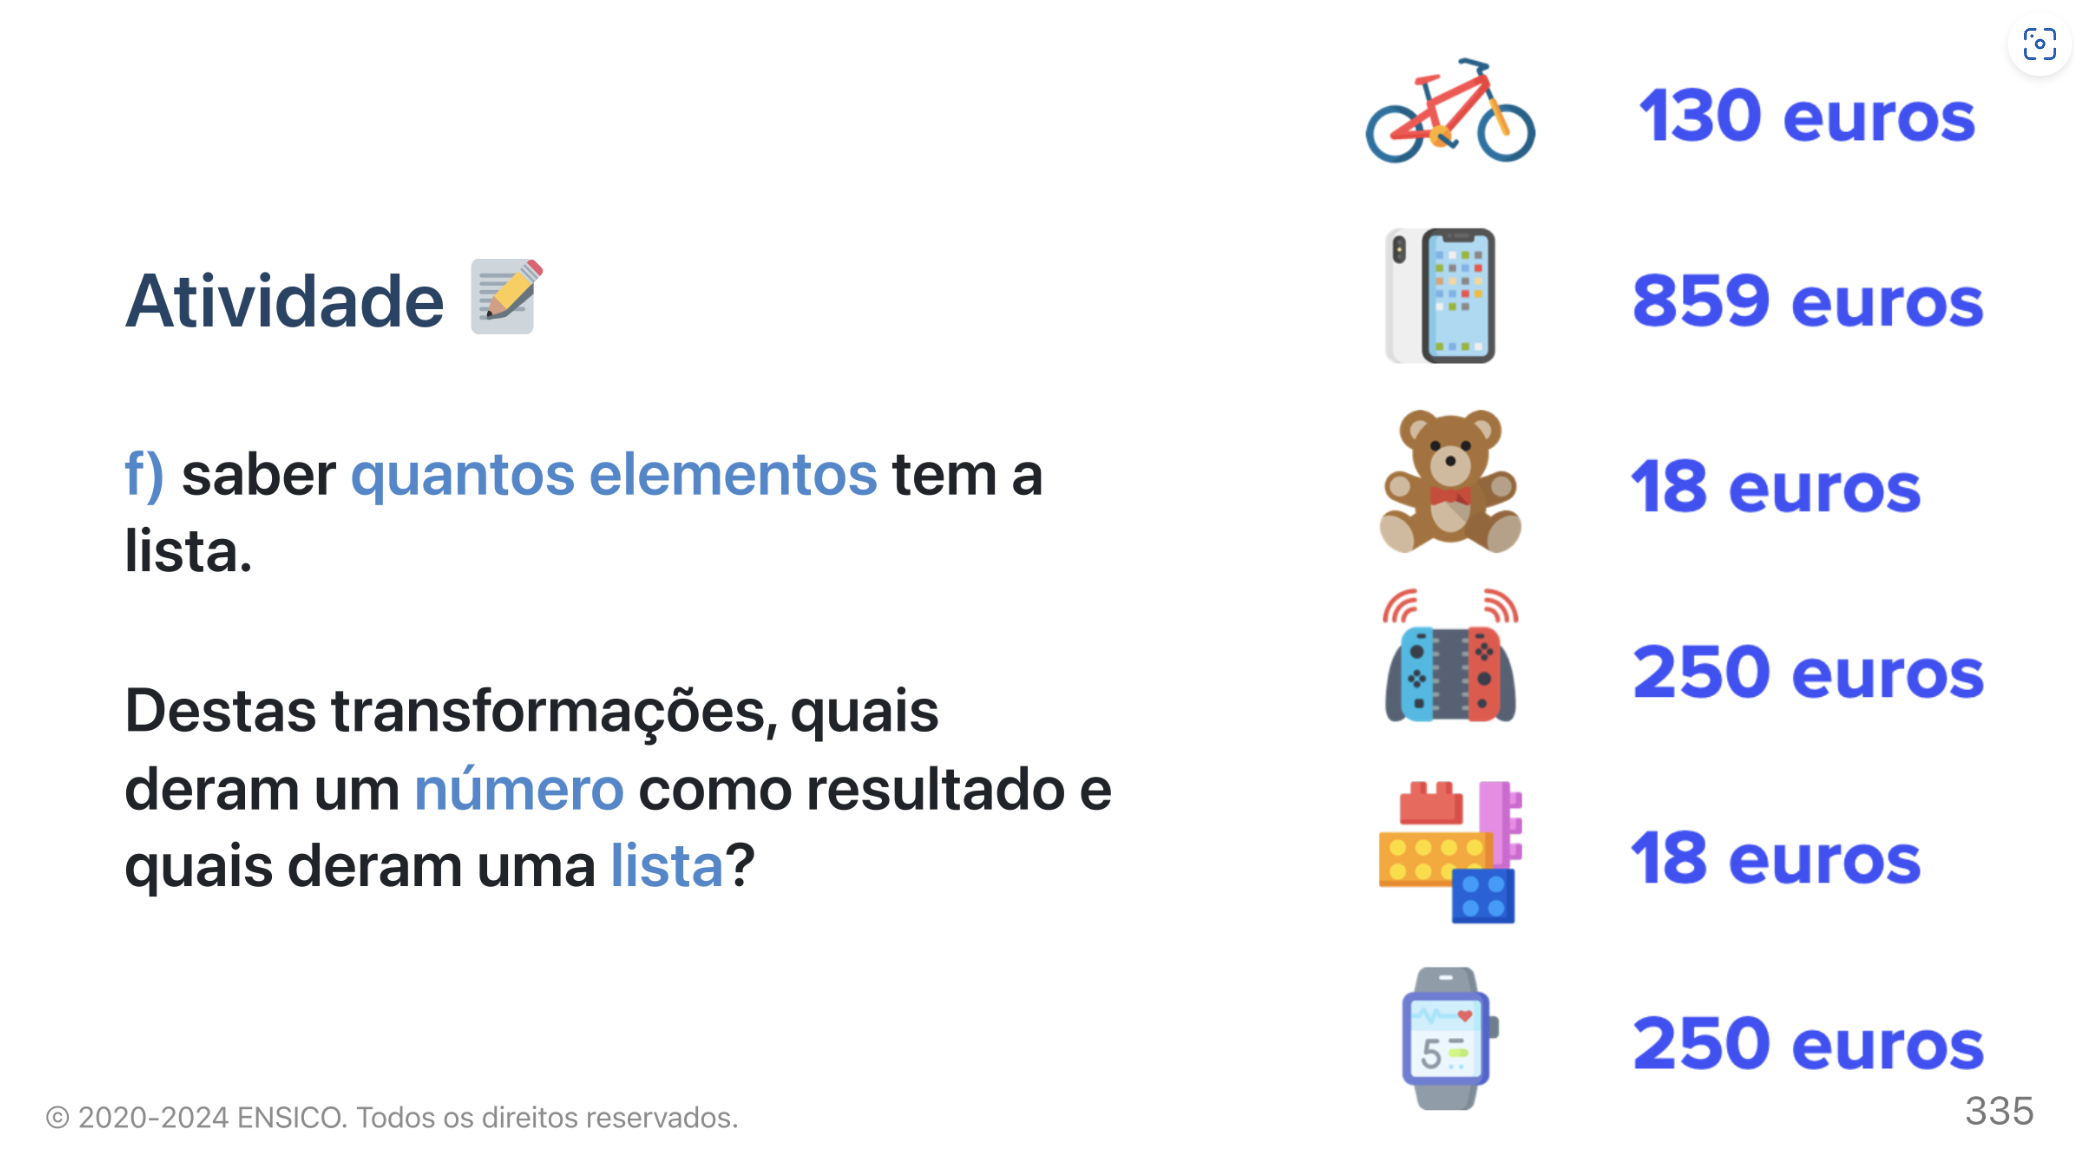 Atividade
f) saber quantos elementos tem a
lista.
Destas transformações, quais
deram um número como resultado e
quais deram uma lista?
130 euros
859 euros
18 euros
250 euros
18 euros
5
250 euros
© 2020-2024 ENSICO. Todos os direitos reservados.
335